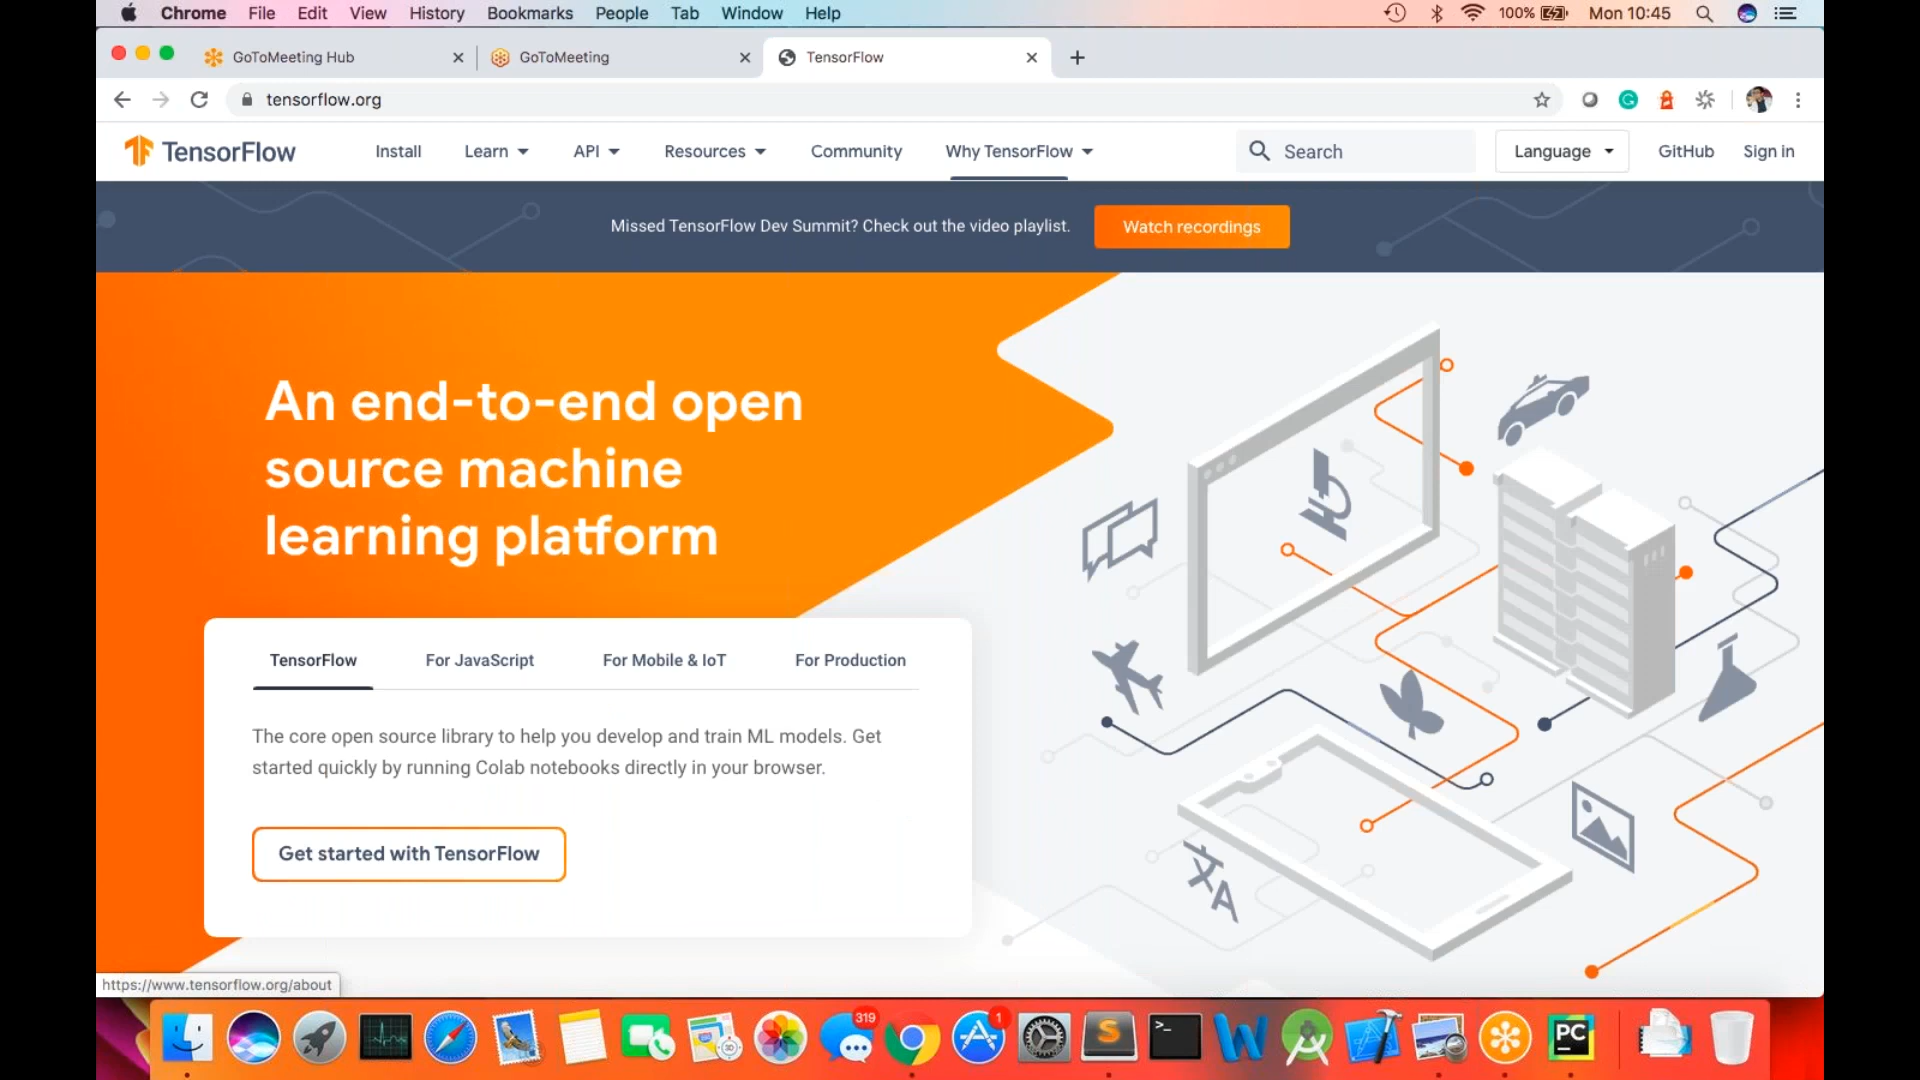 Chrome File Edit View History Bookmarks People Tab Window Help 100% Mon 10:45
GoToMeeting Hub GoToMeeting TensorFlow
tensorflow.org
TensorFlow Install Learn API Resources Community Why TensorFlow Search Language GitHub Sign in
Missed TensorFlow Dev Summit? Check out the video playlist. Watch recordings
An end-to-end open
source machine
learning platform
TensorFlow For JavaScript For Mobile & IoT For Production
The core open source library to help you develop and train ML models. Get
started quickly by running Colab notebooks directly in your browser.
Get started with TensorFlow
文A
https://www.tensorflow.org/about
319 1
3D S >_ W PC